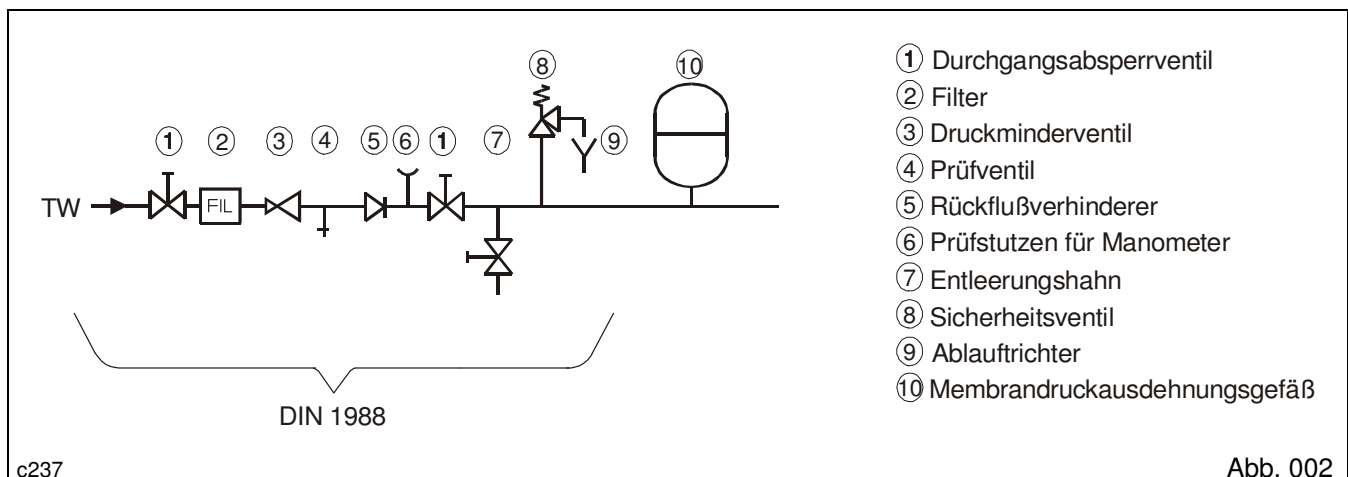 ⑧ ⑩
① ② ③ ④ ⑤ ⑥ ① ⑦ ⑨
TW FIL
DIN 1988
① Durchgangsabsperrventil
② Filter
③ Druckminderventil
④ Prüfventil
⑤ Rückflußverhinderer
⑥ Prüfstutzen für Manometer
⑦ Entleerungshahn
⑧ Sicherheitsventil
⑨ Ablauftrichter
⑩ Membrandruckausdehnungsgefäß
c237 Abb. 002